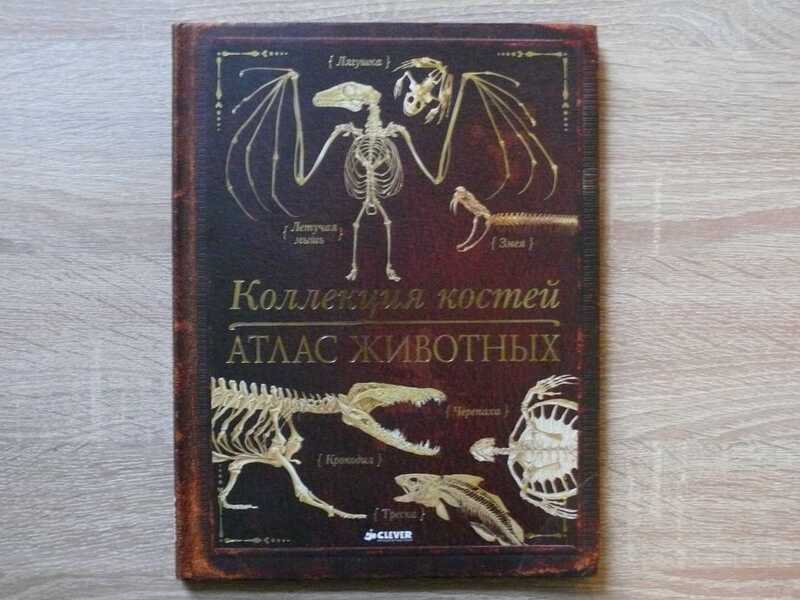 { Лягушка }
{ Летучая
мышь }
{ Змея }
Коллекция костей
АТЛАС ЖИВОТНЫХ
{ Черепаха }
{ Крокодил }
{ Треска }
CLEVER